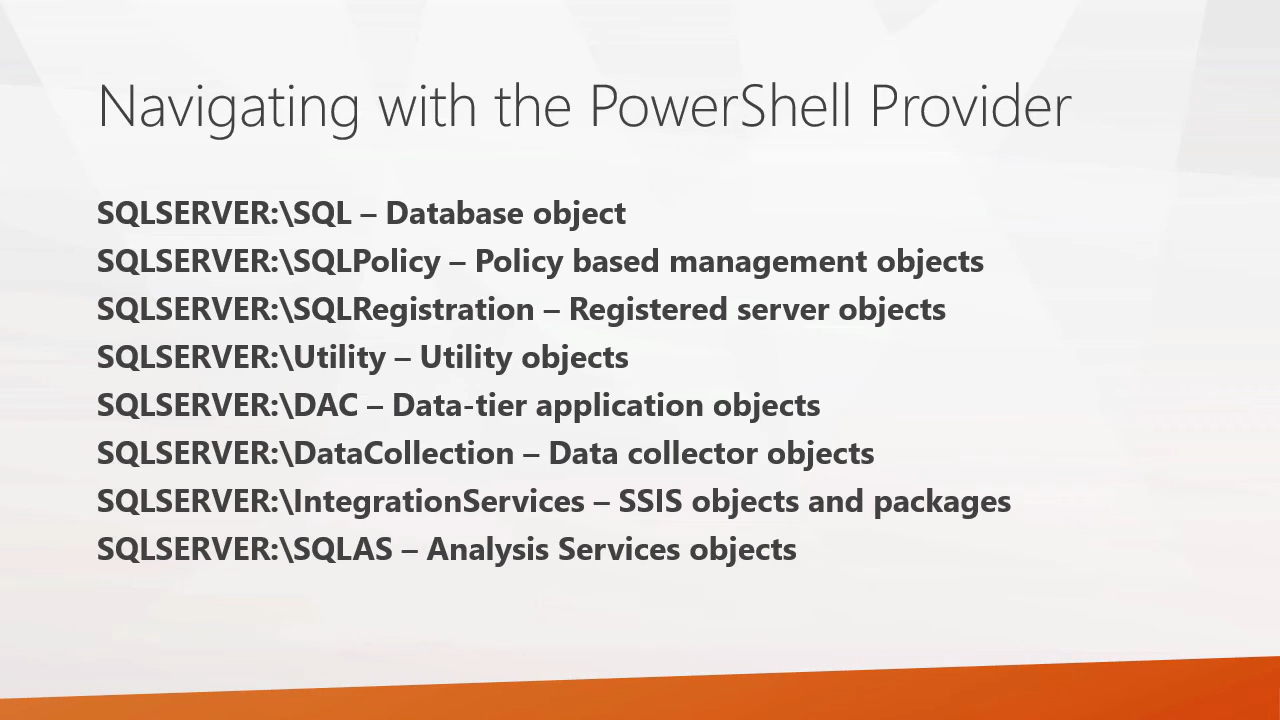 Navigating with the PowerShell Provider
SQLSERVER:\SQL – Database object
SQLSERVER:\SQLPolicy – Policy based management objects
SQLSERVER:\SQLRegistration – Registered server objects
SQLSERVER:\Utility – Utility objects
SQLSERVER:\DAC – Data-tier application objects
SQLSERVER:\DataCollection – Data collector objects
SQLSERVER:\IntegrationServices – SSIS objects and packages
SQLSERVER:\SQLAS – Analysis Services objects